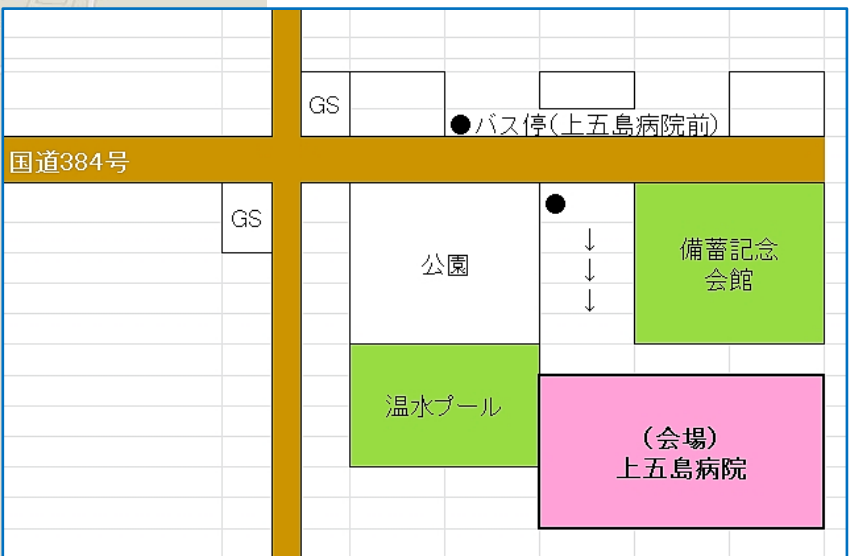 GS
●バス停(上五島病院前)
国道384号
GS
●
↓
↓
↓
公園
備蓄記念
会館
温水プール
(会場)
上五島病院